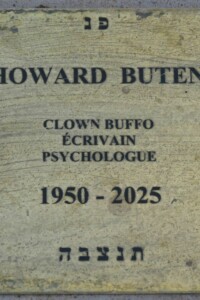 פנ
HOWARD BUTEN
CLOWN BUFFO
ÉCRIVAIN
PSYCHOLOGUE
1950 - 2025
תנצבה